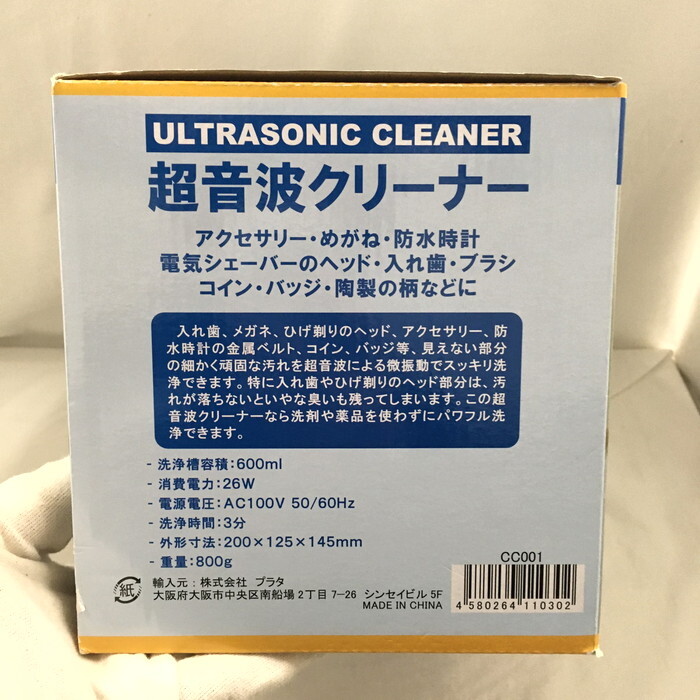 ULTRASONIC CLEANER
超音波クリーナー
アクセサリー・めがね・防水時計
電気シェーバーのヘッド・入れ歯・ブラシ
コイン・バッジ・陶製の柄などに
入れ歯、メガネ、ひげ剃りのヘッド、アクセサリー、防
水時計の金属ベルト、コイン、バッジ等、見えない部分
の細かく頑固な汚れを超音波による微振動でスッキリ洗
浄できます。特に入れ歯やひげ剃りのヘッド部分は、汚
れが落ちないといやな臭いも残ってしまいます。この超
音波クリーナーなら洗剤や薬品を使わずにパワフル洗
浄できます。
- 洗浄槽容積：600ml
- 消費電力：26W
- 電源電圧：AC100V 50/60Hz
- 洗浄時間：3分
- 外形寸法：200×125×145mm
- 重量：800g
紙
輸入元：株式会社 プラタ
大阪府大阪市中央区南船場2丁目7-26 シンセイビル 5F
MADE IN CHINA
CC001
4 580264 110302